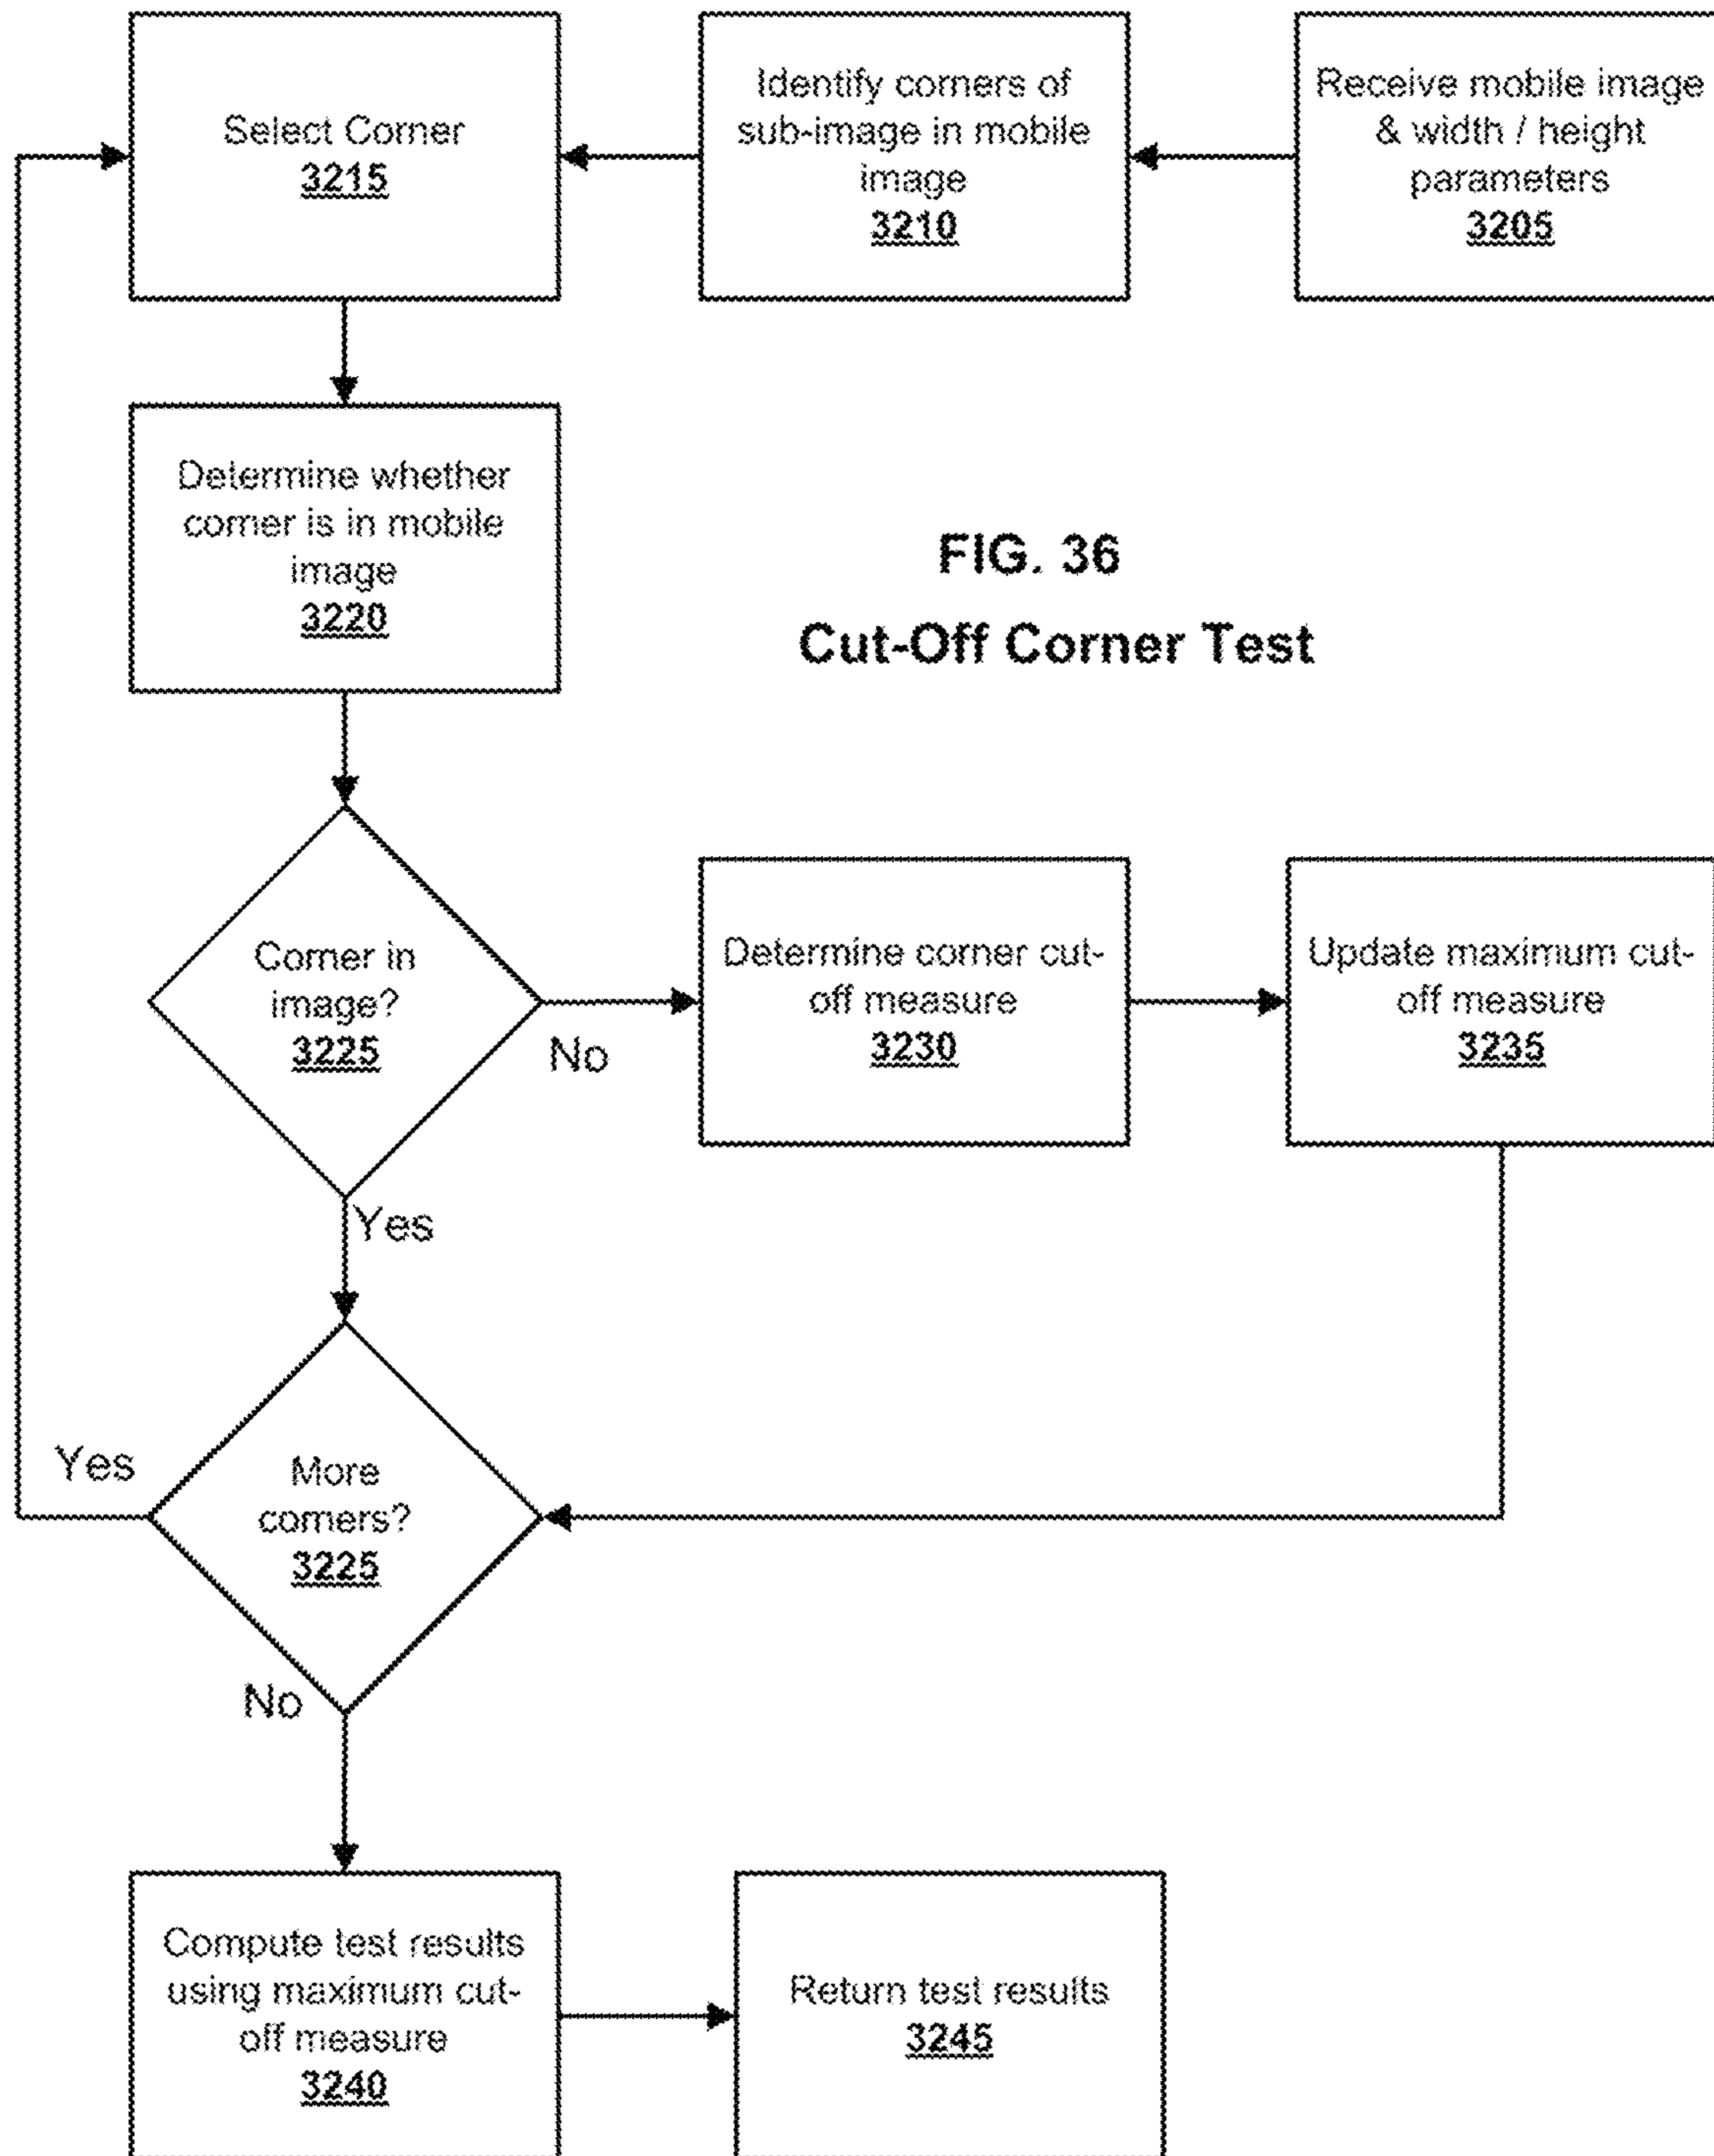 Receive mobile image
& width / height
parameters
3205
Identify corners of
sub-image in mobile
image
3210
Select Corner
3215
Determine whether
corner is in mobile
image
3220
FIG. 36
Cut-Off Corner Test
Corner in
image?
3225
No
Yes
Determine corner cut-
off measure
3230
Update maximum cut-
off measure
3235
More
corners?
3225
Yes
No
Compute test results
using maximum cut-
off measure
3240
Return test results
3245